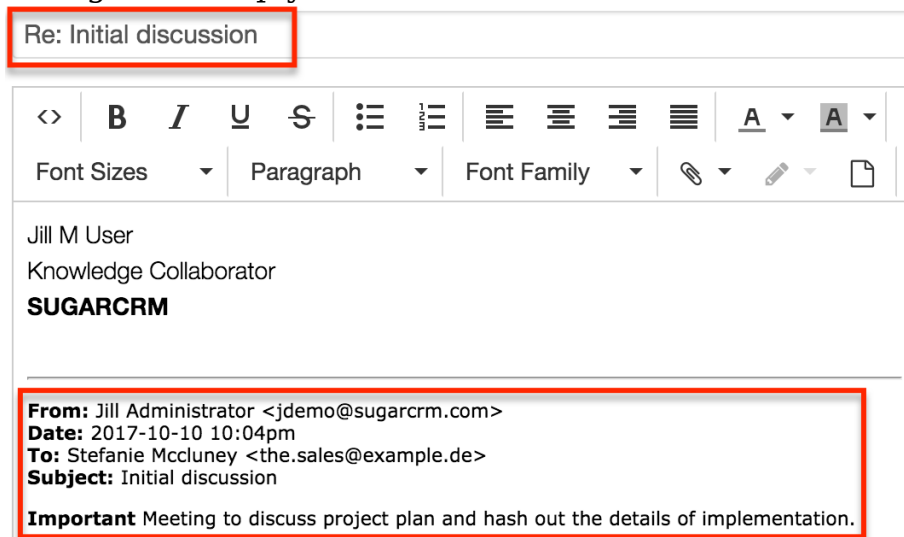 Re: Initial discussion
B I U S A A
Font Sizes Paragraph Font Family
Jill M User
Knowledge Collaborator
SUGARCRM
From: Jill Administrator <jdemo@sugarcrm.com>
Date: 2017-10-10 10:04pm
To: Stefanie Mccluney <the.sales@example.de>
Subject: Initial discussion
Important Meeting to discuss project plan and hash out the details of implementation.